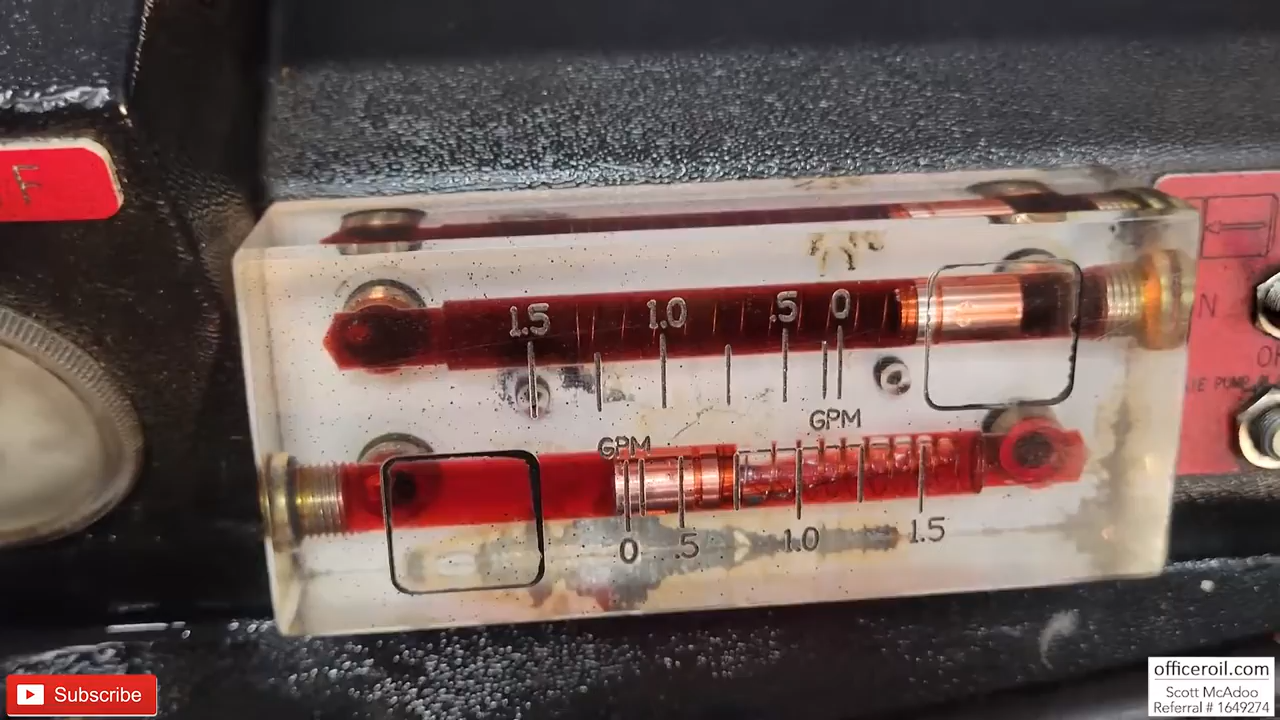 F
1.5 1.0 .5 0
GPM
GPM
0 .5 1.0 1.5
N
PUMP
Subscribe
officeroil.com
Scott McAdoo
Referral # 1649274